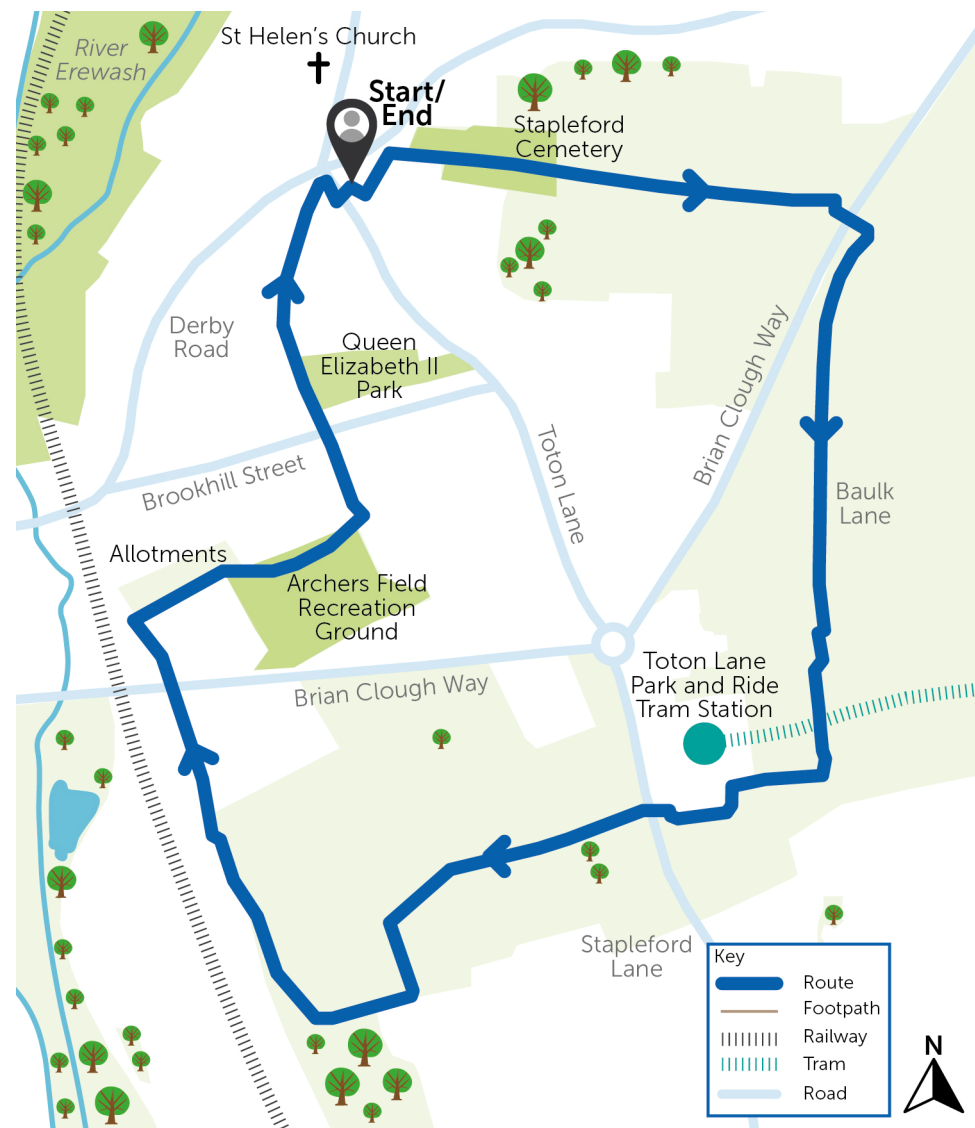 River
Erewash
St Helen's Church
Start/
End
Stapleford
Cemetery
Derby
Road
Queen
Elizabeth II
Park
Brian Clough Way
Toton Lane
Brookhill Street
Baulk
Lane
Allotments
Archers Field
Recreation
Ground
Toton Lane
Park and Ride
Tram Station
Brian Clough Way
Stapleford
Lane
Key
Route
Footpath
Railway
Tram
Road
N